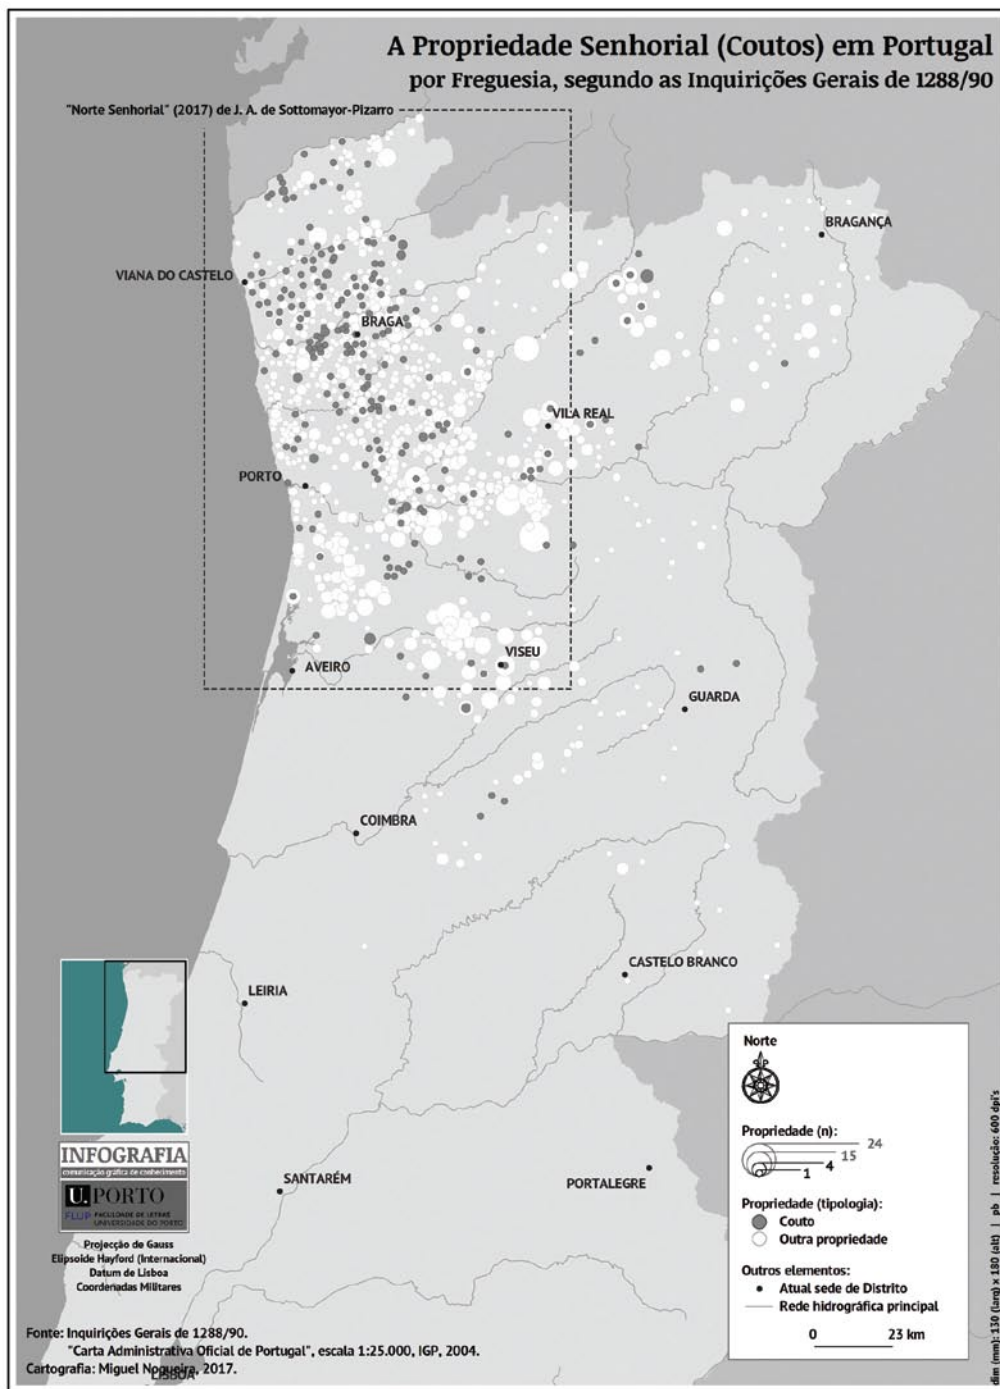 A Propriedade Senhorial (Coutos) em Portugal
por Freguesia, segundo as Inquirições Gerais de 1288/90
"Norte Senhorial" (2017) de J. A. de Sottomayor-Pizarro
BRAGANÇA
VIANA DO CASTELO
BRAGA
VILA REAL
PORTO
AVEIRO
VISEU
GUARDA
COIMBRA
CASTELO BRANCO
LEIRIA
SANTARÉM
PORTALEGRE
LISBOA
INFOGRAFIA
comunicação gráfica de conhecimento
U. PORTO
FLUP FACULDADE DE LETRAS
UNIVERSIDADE DO PORTO
Projecção de Gauss
Elipsoide Hayford (Internacional)
Datum de Lisboa
Coordenadas Militares
Fonte: Inquirições Gerais de 1288/90.
"Carta Administrativa Oficial de Portugal", escala 1:25.000, IGP, 2004.
Cartografia: Miguel Nogueira, 2017.
Norte
Propriedade (n):
24
15
4
1
Propriedade (tipologia):
Couto
Outra propriedade
Outros elementos:
Atual sede de Distrito
Rede hidrográfica principal
0 23 km
dim (mm): 130 (larg) x 180 (alt) | pb | resolução: 600 dpi's